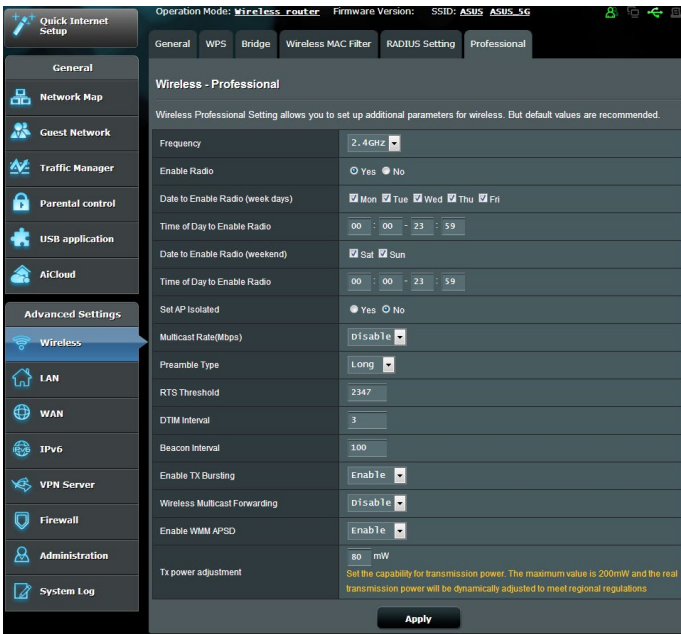 Quick Internet
Setup
General
Network Map
Guest Network
Traffic Manager
Parental control
USB application
AiCloud
Advanced Settings
Wireless
LAN
WAN
IPv6
IPv6
VPN Server
Firewall
Administration
System Log
Operation Mode: Wireless router Firmware Version: SSID: ASUS ASUS_5G
General WPS Bridge Wireless MAC Filter RADIUS Setting Professional
Wireless - Professional
Wireless Professional Setting allows you to set up additional parameters for wireless. But default values are recommended.
Frequency 2.4GHz
Enable Radio Yes No
Date to Enable Radio (week days) Mon Tue Wed Thu Fri
Time of Day to Enable Radio 00 : 00 - 23 : 59
Date to Enable Radio (weekend) Sat Sun
Time of Day to Enable Radio 00 : 00 - 23 : 59
Set AP Isolated Yes No
Multicast Rate(Mbps) Disable
Preamble Type Long
RTS Threshold 2347
DTIM Interval 3
Beacon Interval 100
Enable TX Bursting Enable
Wireless Multicast Forwarding Disable
Enable WMM APSD Enable
Tx power adjustment 80 mW
Set the capability for transmission power. The maximum value is 200mW and the real
transmission power will be dynamically adjusted to meet regional regulations
Apply